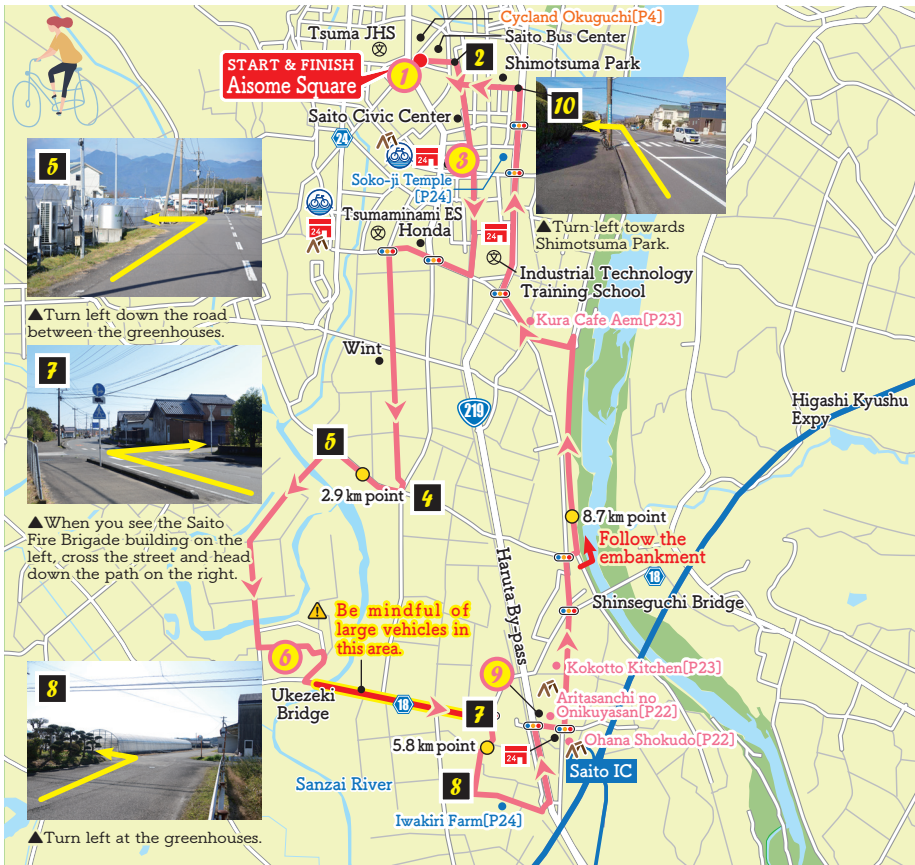 Cycland Okuguchi[P4]
Tsuma JHS
文
Saito Bus Center
START & FINISH
Aisome Square
1
2
Shimotsuma Park
10
▲Turn left towards
Shimotsuma Park.
Saito Civic Center
24
24
3
Soko-ji Temple
[P24]
5
▲Turn left down the road
between the greenhouses.
24
Tsumaminami ES
文
Honda
24
文
Industrial Technology
Training School
Kura Cafe Aem[P23]
Wint
219
7
▲When you see the Saito
Fire Brigade building on the
left, cross the street and head
down the path on the right.
Higashi Kyushu
Expy
5
2.9 km point
4
8.7 km point
Follow the
embankment
18
Haruta By-pass
Shinseguchi Bridge
Be mindful of
large vehicles in
this area.
6
Ukezeki
Bridge
18
7
9
Kokotto Kitchen[P23]
Aritasanchi no
Onikuyasan[P22]
Ohana Shokudo[P22]
24
Saito IC
5.8 km point
8
Sanzai River
Iwakiri Farm[P24]
8
▲Turn left at the greenhouses.